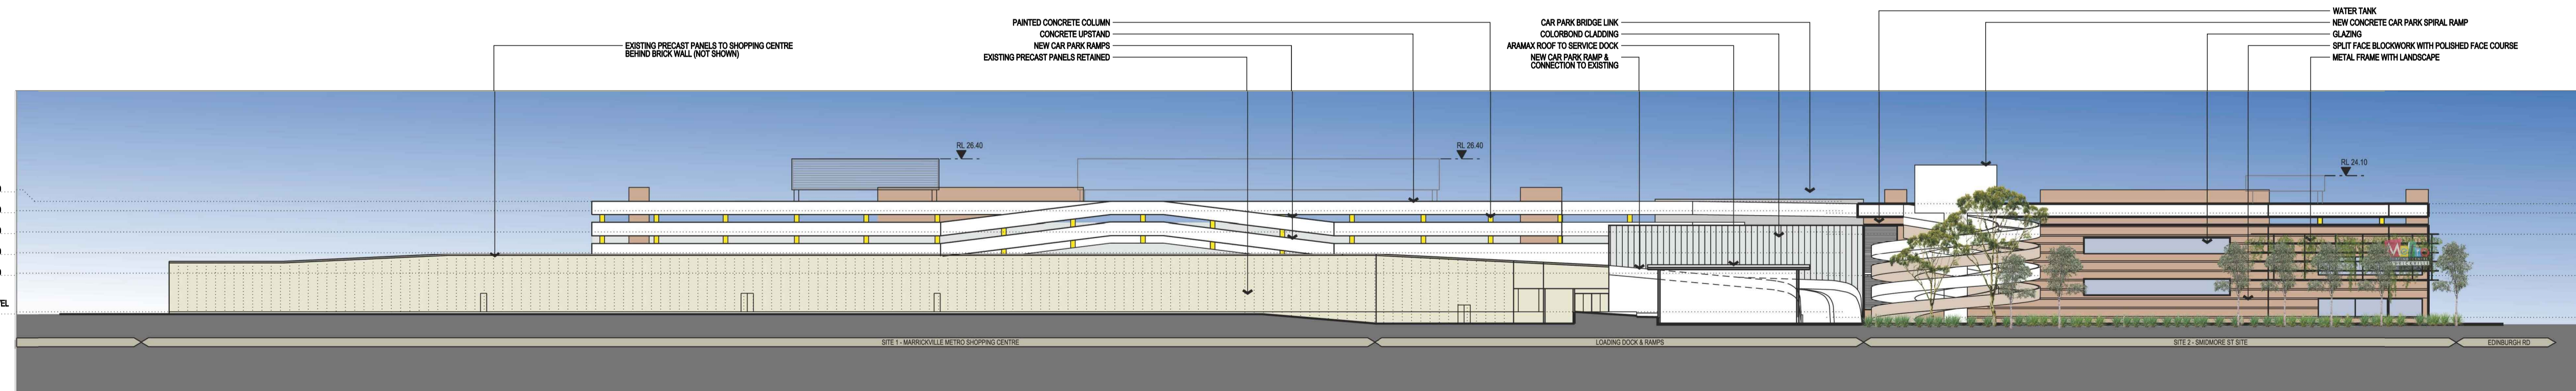 WATER TANK
PAINTED CONCRETE COLUMN
CAR PARK BRIDGE LINK
NEW CONCRETE CAR PARK SPIRAL RAMP
CONCRETE UPSTAND
COLORBOND CLADDING
GLAZING
EXISTING PRECAST PANELS TO SHOPPING CENTRE
BEHIND BRICK WALL (NOT SHOWN)
NEW CAR PARK RAMPS
ARAMAX ROOF TO SERVICE DOCK
SPLIT FACE BLOCKWORK WITH POLISHED FACE COURSE
EXISTING PRECAST PANELS RETAINED
NEW CAR PARK RAMP &
CONNECTION TO EXISTING
METAL FRAME WITH LANDSCAPE
RL 26.40
RL 26.40
RL 24.10
SITE 1 - MARRICKVILLE METRO SHOPPING CENTRE
LOADING DOCK & RAMPS
SITE 2 - SMIDMORE ST SITE
EDINBURGH RD